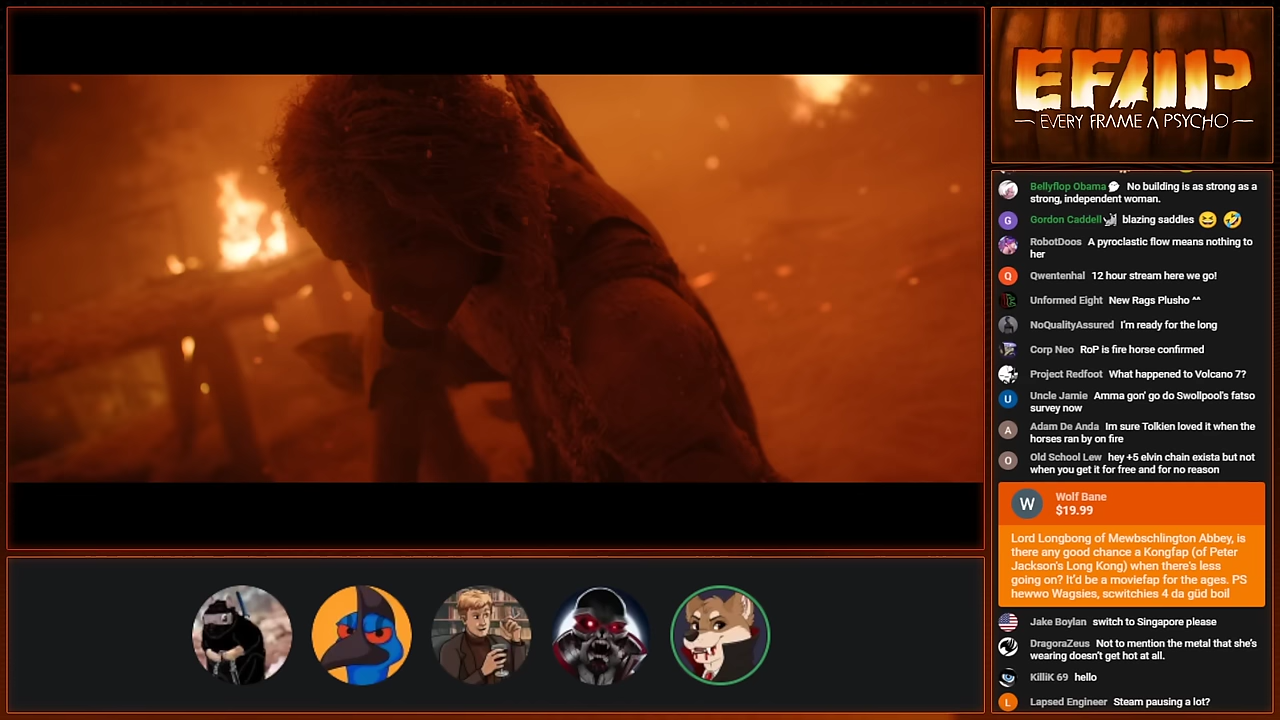 EFAP
EVERY FRAME A PSYCHO
Bellyflop Obama No building is as strong as a
strong, independent woman.
G Gordon Caddell blazing saddles 😆 🤣
RobotDoos A pyroclastic flow means nothing to
her
Q Qwentenhal 12 hour stream here we go!
Unformed Eight New Rags Plusho ^^
NoQualityAssured I'm ready for the long
Corp Neo RoP is fire horse confirmed
Project Redfoot What happened to Volcano 7?
U Uncle Jamie Amma gon' go do Swollpool's fatso
survey now
A Adam De Anda Im sure Tolkien loved it when the
horses ran by on fire
O Old School Lew hey +5 elvin chain exista but not
when you get it for free and for no reason
W Wolf Bane
$19.99
Lord Longbong of Mewbschlington Abbey, is
there any good chance a Kongfap (of Peter
Jackson's Long Kong) when there's less
going on? It'd be a moviefap for the ages. PS
hewwo Wagsies, scwitchies 4 da güd boil
Jake Boylan switch to Singapore please
DragoraZeus Not to mention the metal that she's
wearing doesn't get hot at all.
KilliK 69 hello
L Lapsed Engineer Steam pausing a lot?